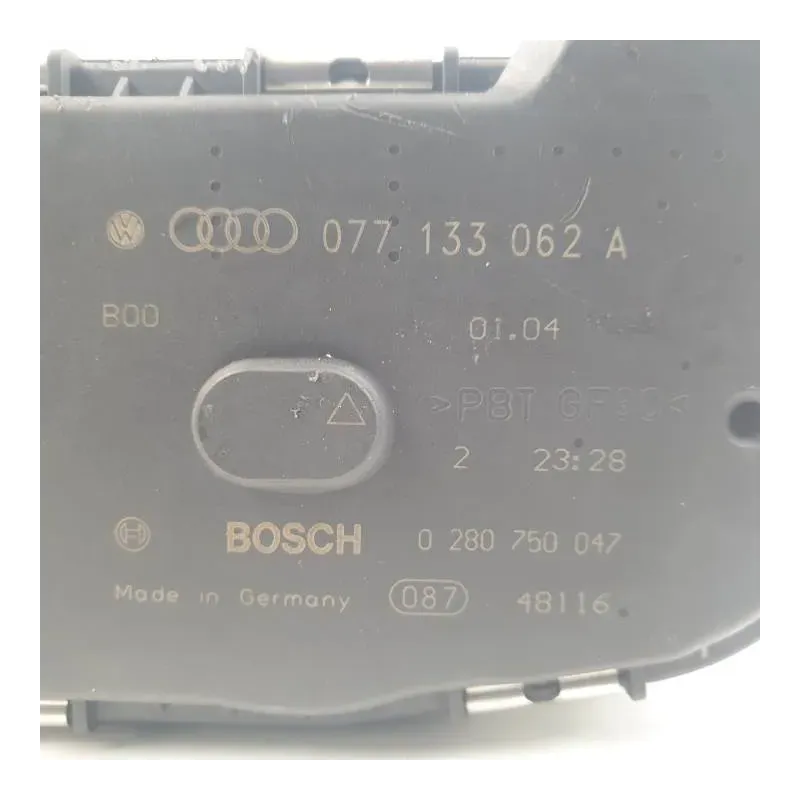 077 133 062 A
B00 01.04
>PBT GF30<
2 23:28
BOSCH 0 280 750 047
Made in Germany 087 48116